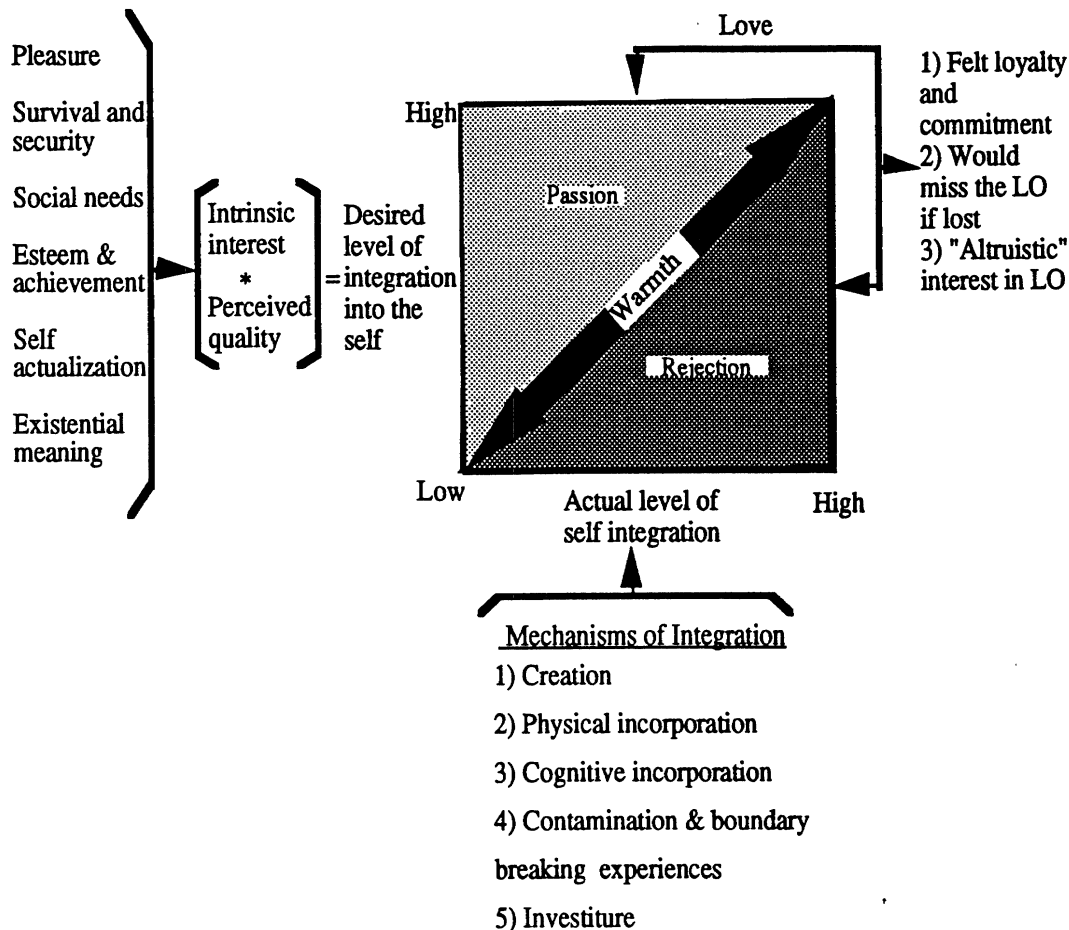 Pleasure
Survival and
security
Social needs
Esteem &
achievement
Self
actualization
Existential
meaning
Intrinsic
interest
*
Perceived
quality
=
Desired
level of
integration
into the
self
Love
High
Passion
Warmth
Rejection
Low
High
Actual level of
self integration
1) Felt loyalty
and
commitment
2) Would
miss the LO
if lost
3) "Altruistic"
interest in LO
Mechanisms of Integration
1) Creation
2) Physical incorporation
3) Cognitive incorporation
4) Contamination & boundary
breaking experiences
5) Investiture